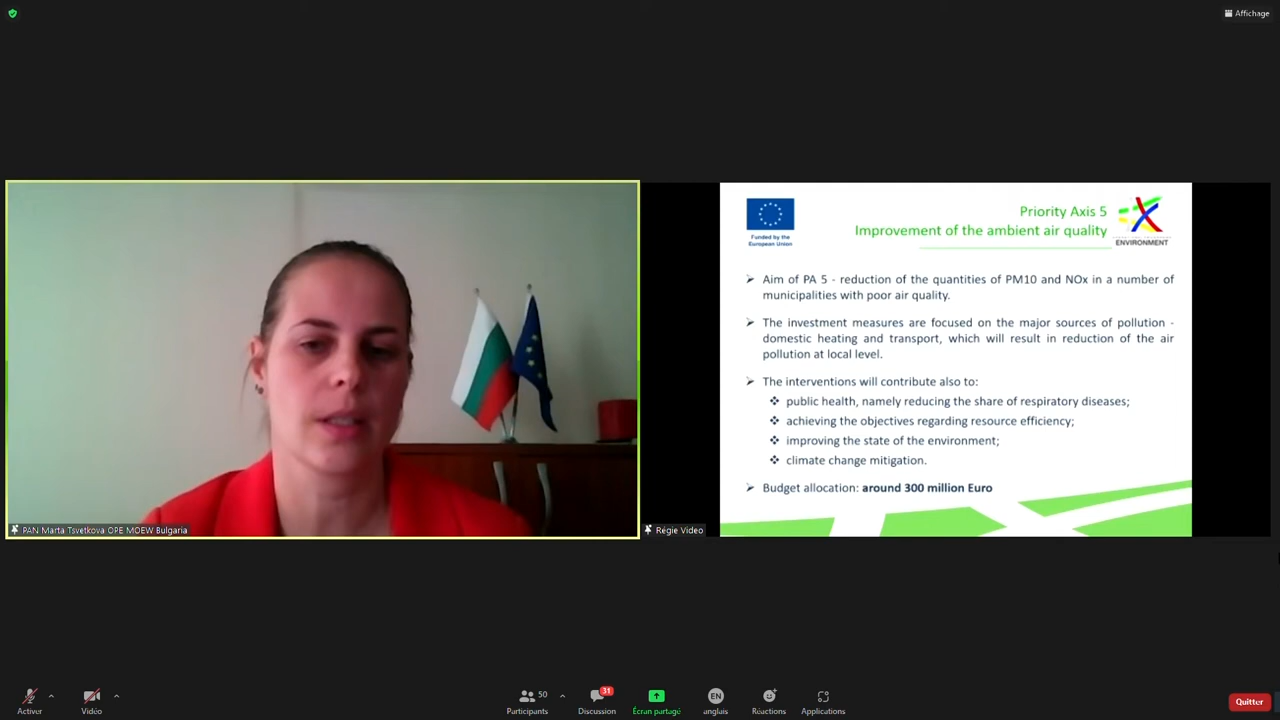 Affichage
Funded by the
European Union
Priority Axis 5
Improvement of the ambient air quality
ENVIRONMENT
➤ Aim of PA 5 - reduction of the quantities of PM10 and NOx in a number of
municipalities with poor air quality.
➤ The investment measures are focused on the major sources of pollution -
domestic heating and transport, which will result in reduction of the air
pollution at local level.
➤ The interventions will contribute also to:
❖ public health, namely reducing the share of respiratory diseases;
❖ achieving the objectives regarding resource efficiency;
❖ improving the state of the environment;
❖ climate change mitigation.
➤ Budget allocation: around 300 million Euro
PAN Marta Tsvetkova OPE MOEW Bulgaria
Régie Video
Activer
Vidéo
50
Participants
31
Discussion
Écran partagé
EN
anglais
Réactions
Applications
Quitter